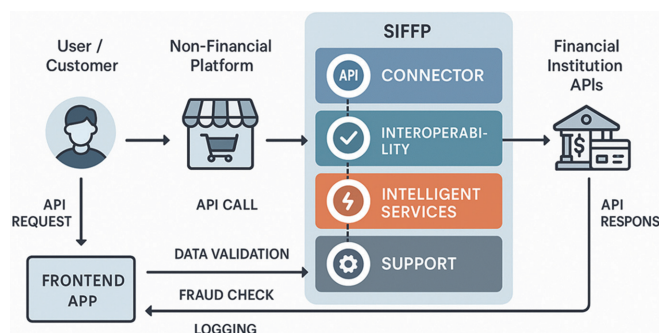 SIFFP
User /
Customer
Non-Financial
Platform
Financial
Institution
APIs
API
CONNECTOR
INTEROPERABI-
LITY
INTELLIGENT
SERVICES
SUPPORT
API
REQUEST
API CALL
API
RESPONS
DATA VALIDATION
FRONTEND
APP
FRAUD CHECK
LOGGING
$